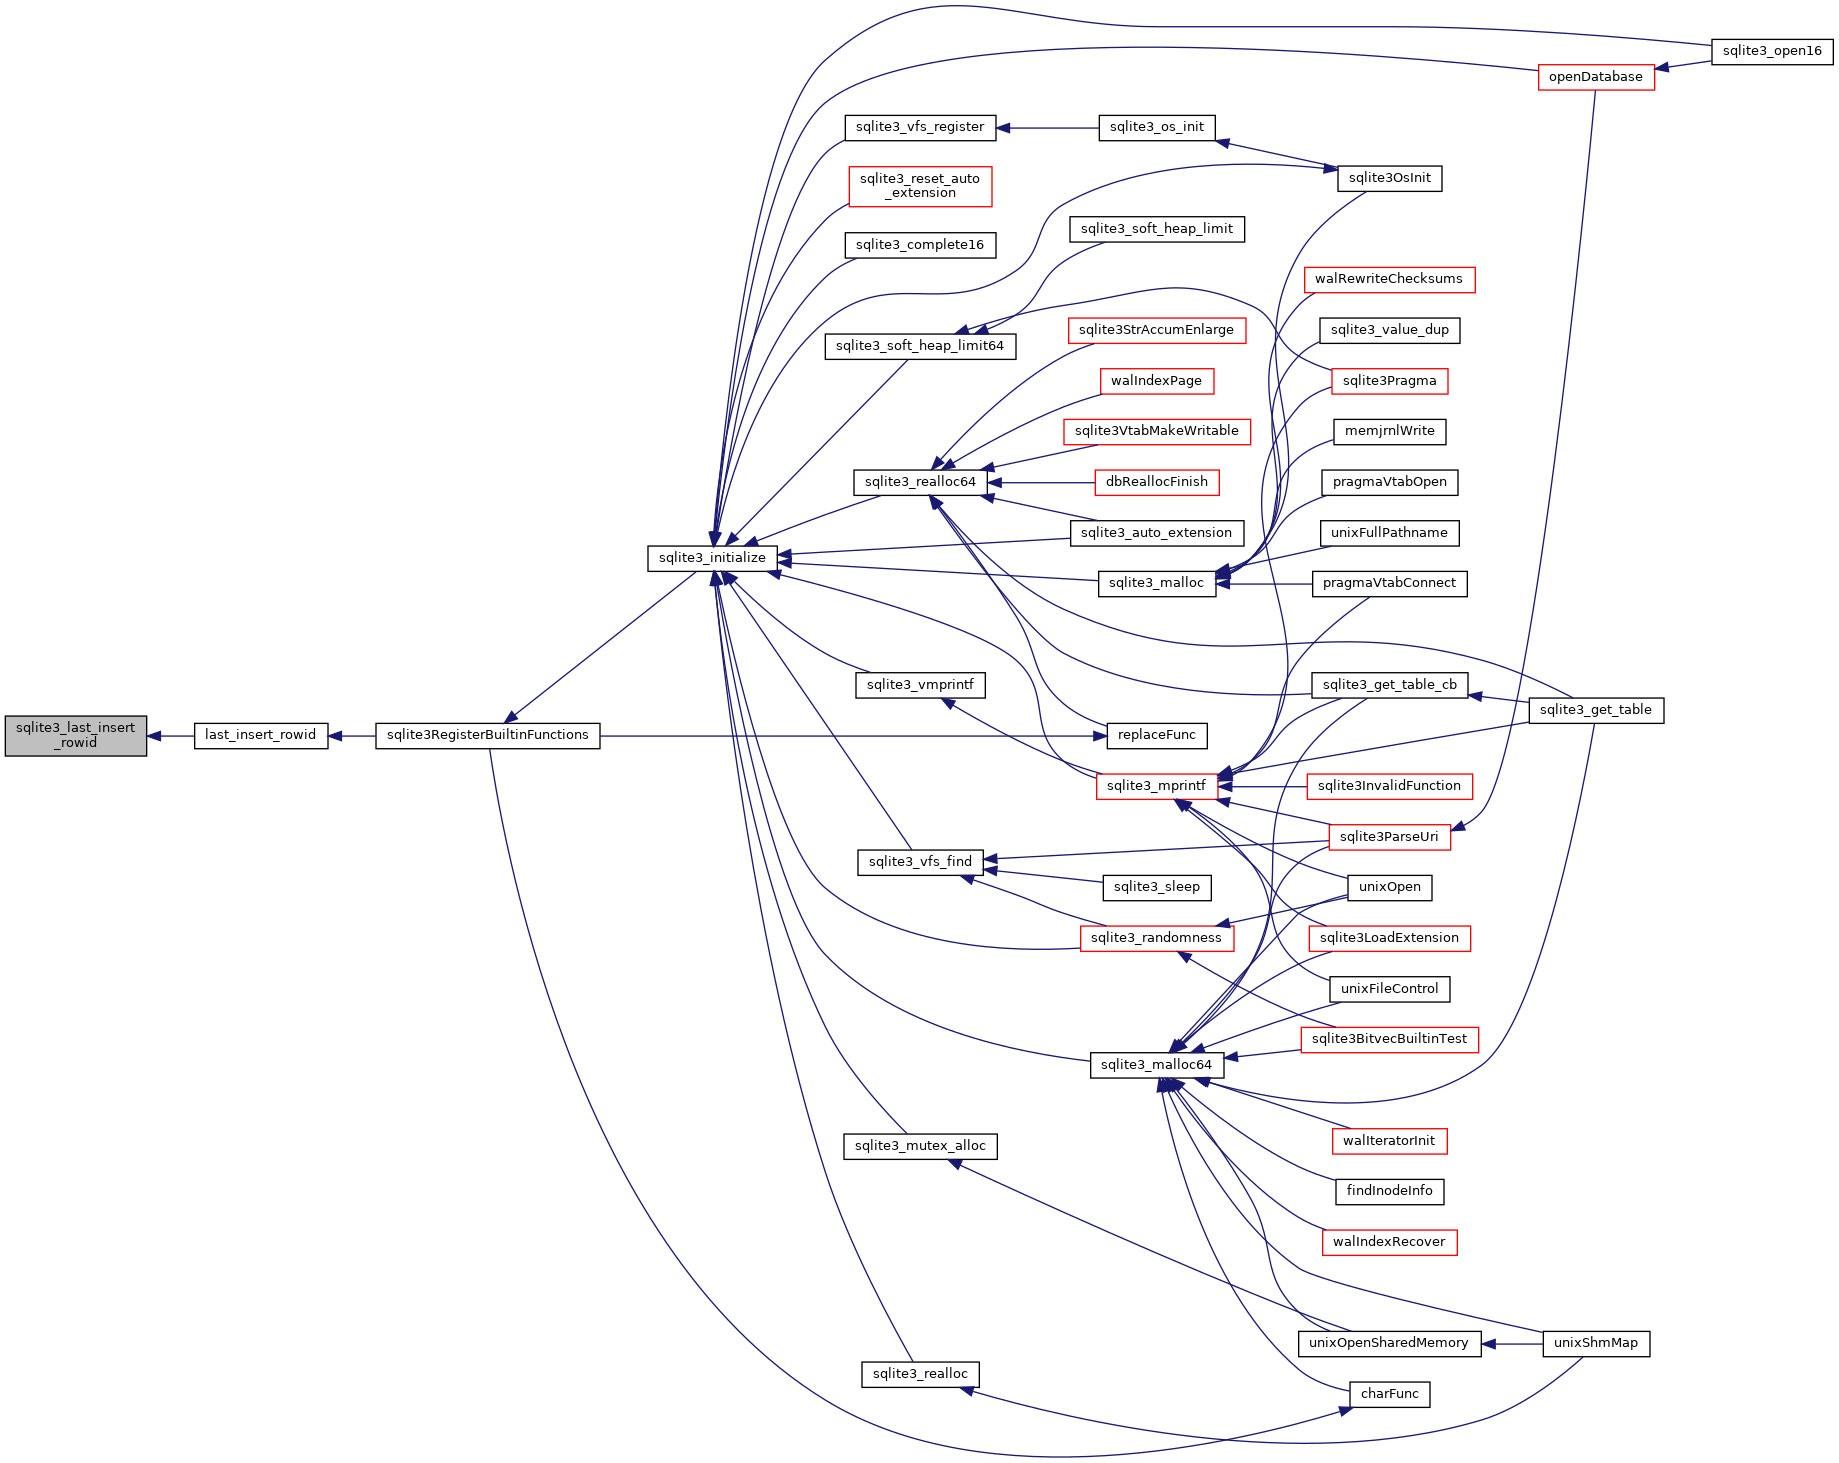 sqlite3_open16
openDatabase
sqlite3_vfs_register
sqlite3_os_init
sqlite3_reset_auto
_extension
sqlite3OsInit
sqlite3_soft_heap_limit
sqlite3_complete16
walRewriteChecksums
sqlite3StrAccumEnlarge
sqlite3_value_dup
sqlite3_soft_heap_limit64
walIndexPage
sqlite3Pragma
sqlite3VtabMakeWritable
memjrnlWrite
sqlite3_realloc64
dbReallocFinish
pragmaVtabOpen
sqlite3_auto_extension
unixFullPathname
sqlite3_initialize
sqlite3_malloc
pragmaVtabConnect
sqlite3_vmprintf
sqlite3_get_table_cb
sqlite3_get_table
sqlite3_last_insert
_rowid
last_insert_rowid
sqlite3RegisterBuiltinFunctions
replaceFunc
sqlite3_mprintf
sqlite3InvalidFunction
sqlite3ParseUri
sqlite3_vfs_find
sqlite3_sleep
unixOpen
sqlite3_randomness
sqlite3LoadExtension
unixFileControl
sqlite3BitvecBuiltinTest
sqlite3_malloc64
sqlite3_mutex_alloc
walIteratorInit
findInodeInfo
walIndexRecover
unixOpenSharedMemory
unixShmMap
sqlite3_realloc
charFunc